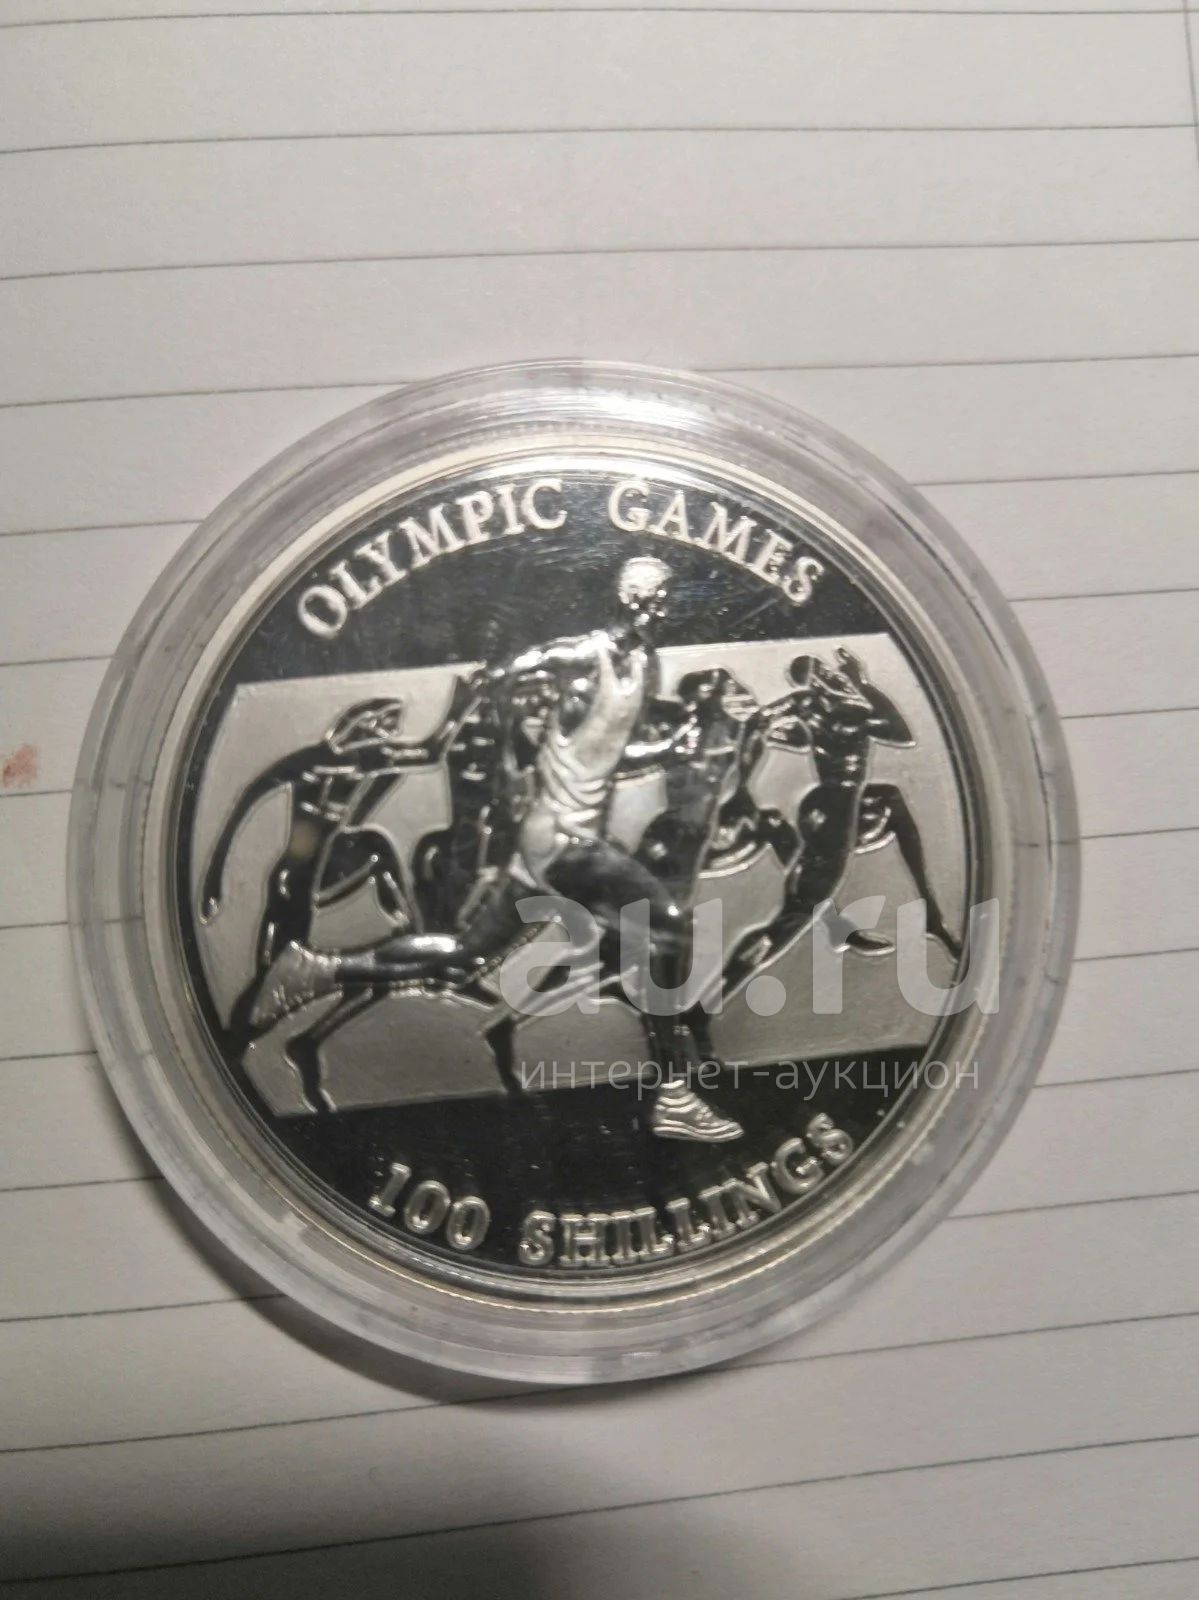 OLYMPIC GAMES
au.ru
интернет-аукцион
100 SHILLINGS